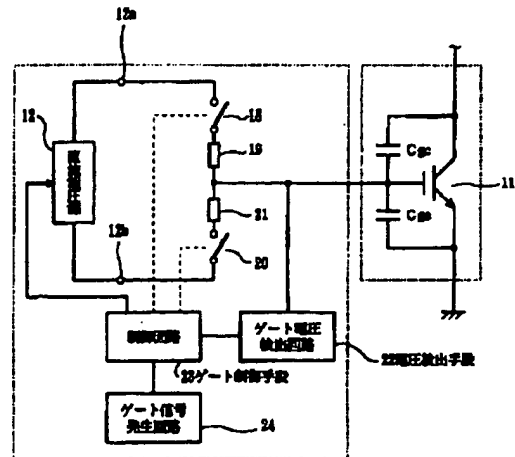 12a
12
18
19
Cgc
11
21
Cge
12b
20
制御回路
ゲート電圧
検出回路
22電圧検出手段
23ゲート制御手段
ゲート信号
発生回路
24